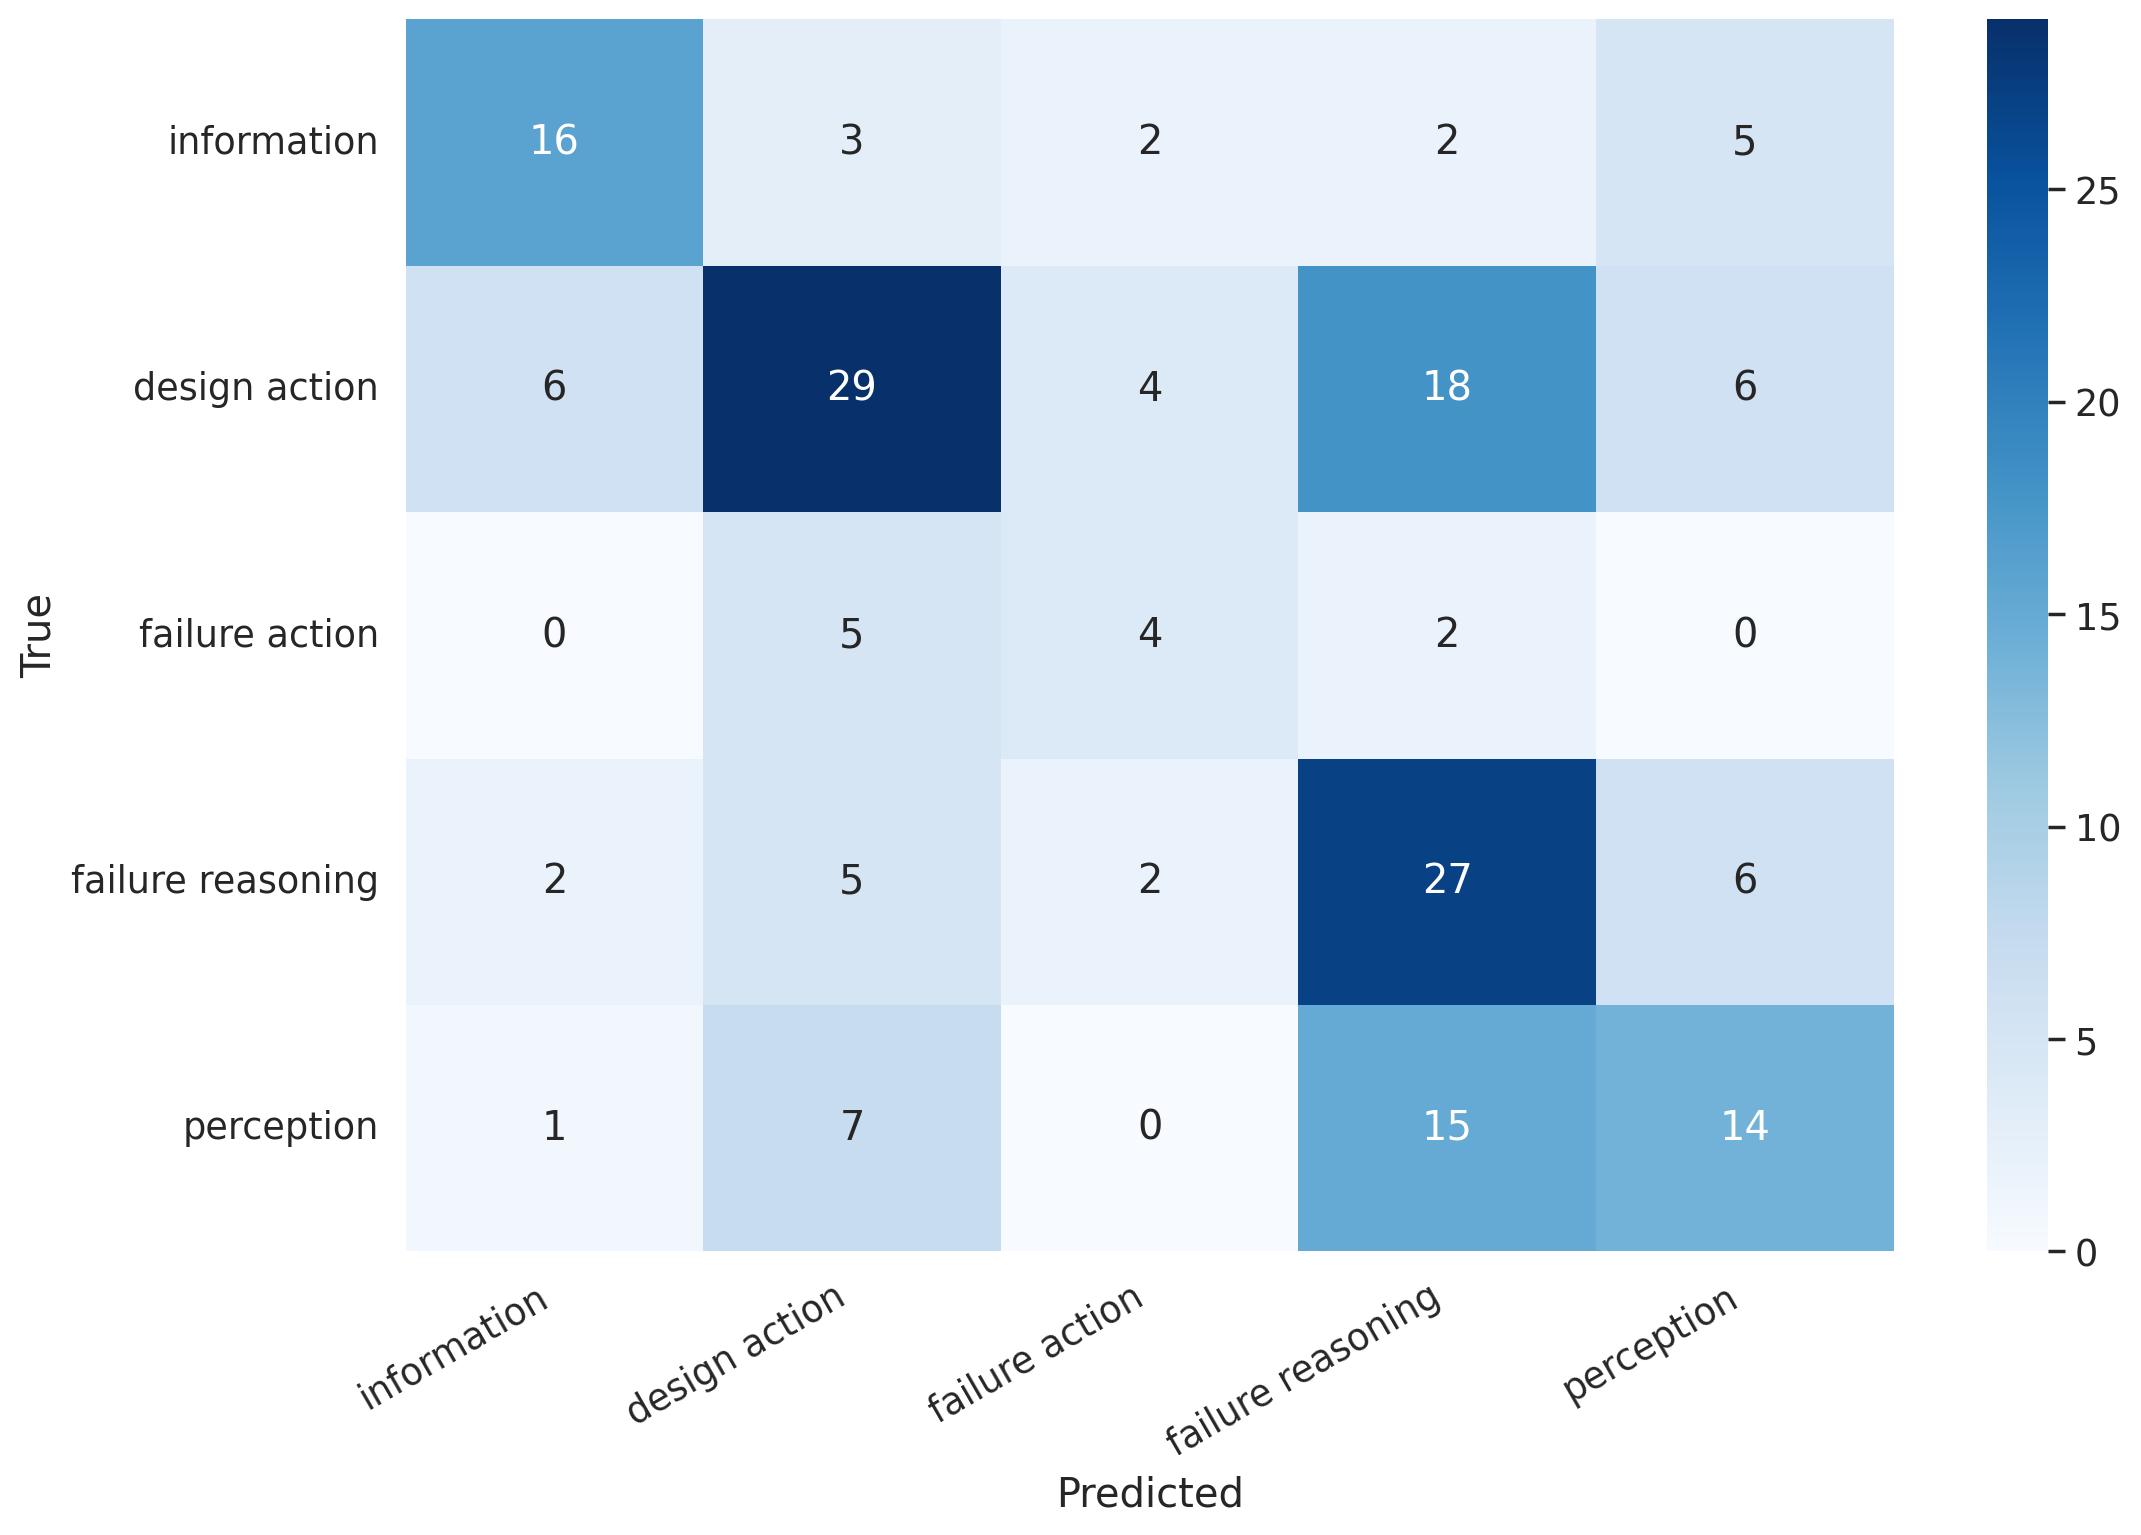 information 16 3 2 2 5
design action 6 29 4 18 6
failure action 0 5 4 2 0
failure reasoning 2 5 2 27 6
perception 1 7 0 15 14
True
information
design action
failure action
failure reasoning
perception
Predicted
25
20
15
10
5
0